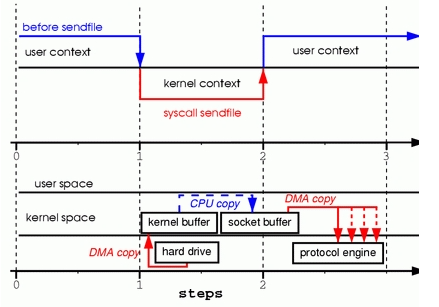 before sendfile
user context
user context
kernel context
syscall sendfile
0
1
2
3
user space
CPU copy
DMA copy
kernel space
kernel buffer
socket buffer
DMA copy
hard drive
protocol engine
0
1
2
3
steps